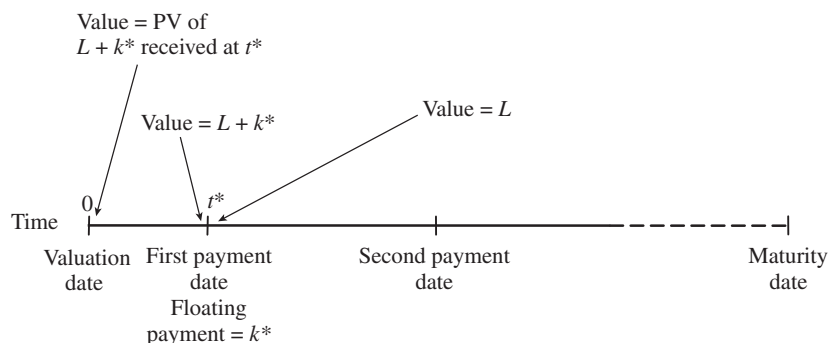 Value = PV of
L + k* received at t*
Value = L + k*
Value = L
0
t*
Time
Valuation
date
First payment
date
Floating
payment = k*
Second payment
date
Maturity
date